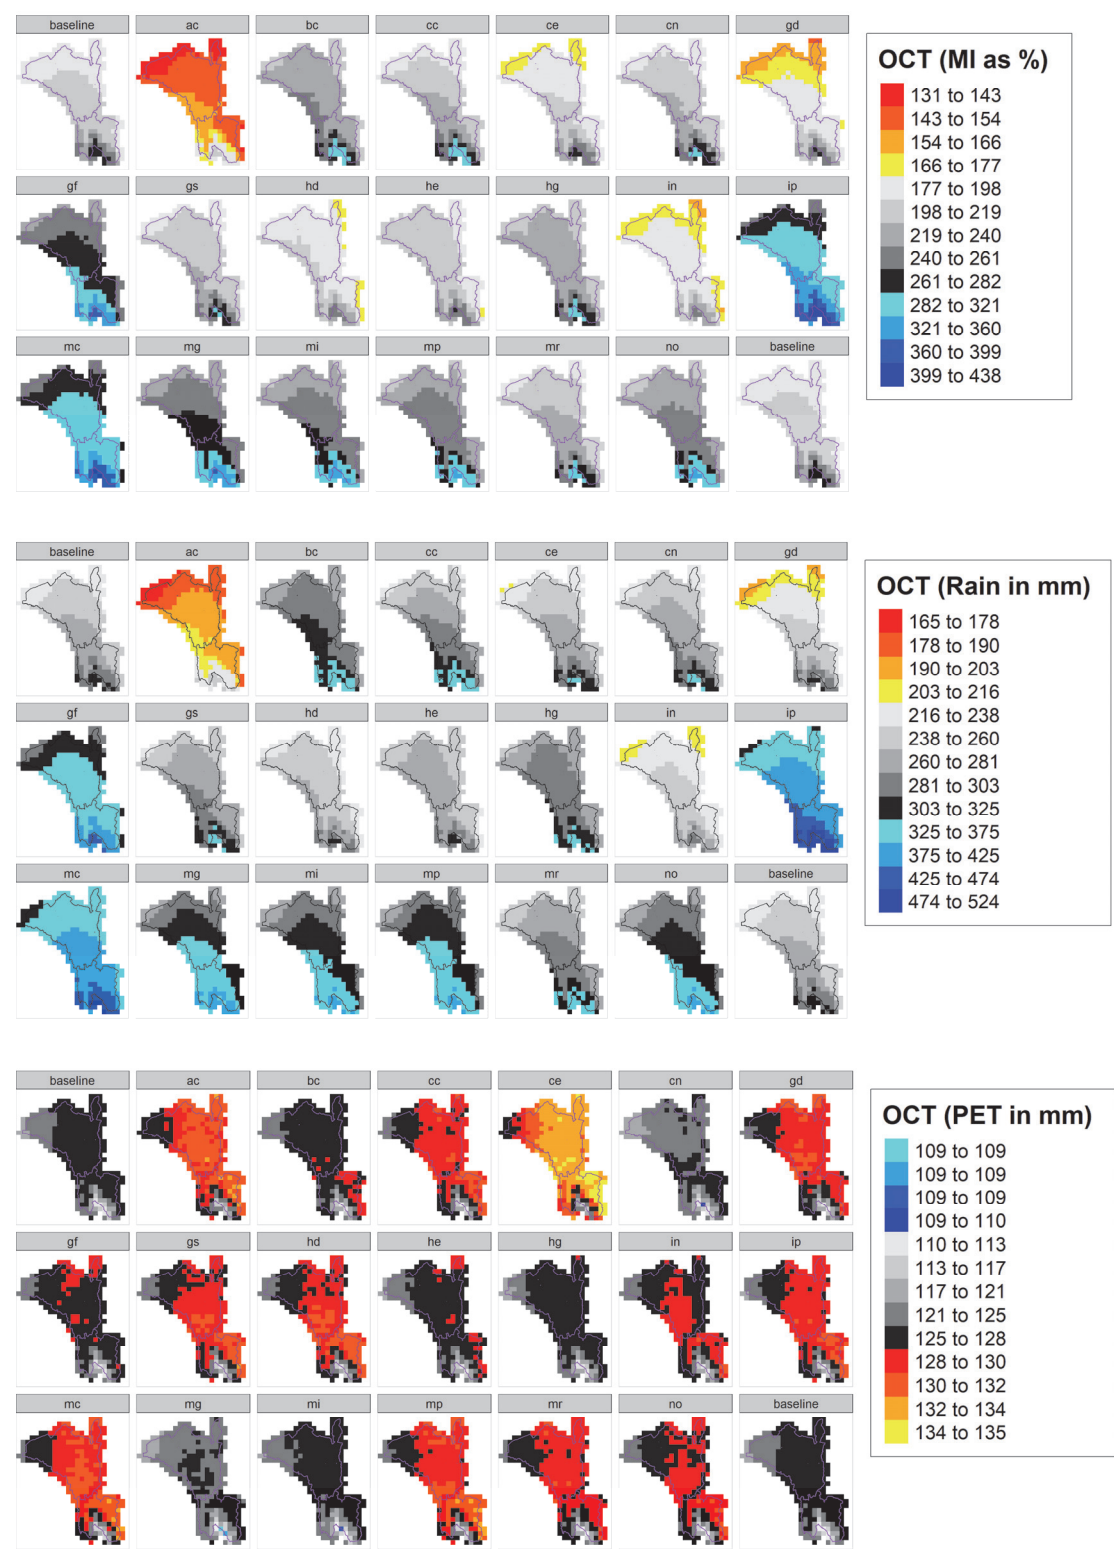 baseline ac bc cc ce cn gd
gf gs hd he hg in ip
mc mg mi mp mr no baseline
OCT (MI as %)
131 to 143
143 to 154
154 to 166
166 to 177
177 to 198
198 to 219
219 to 240
240 to 261
261 to 282
282 to 321
321 to 360
360 to 399
399 to 438
baseline ac bc cc ce cn gd
gf gs hd he hg in ip
mc mg mi mp mr no baseline
OCT (Rain in mm)
165 to 178
178 to 190
190 to 203
203 to 216
216 to 238
238 to 260
260 to 281
281 to 303
303 to 325
325 to 375
375 to 425
425 to 474
474 to 524
baseline ac bc cc ce cn gd
gf gs hd he hg in ip
mc mg mi mp mr no baseline
OCT (PET in mm)
109 to 109
109 to 109
109 to 109
109 to 110
110 to 113
113 to 117
117 to 121
121 to 125
125 to 128
128 to 130
130 to 132
132 to 134
134 to 135